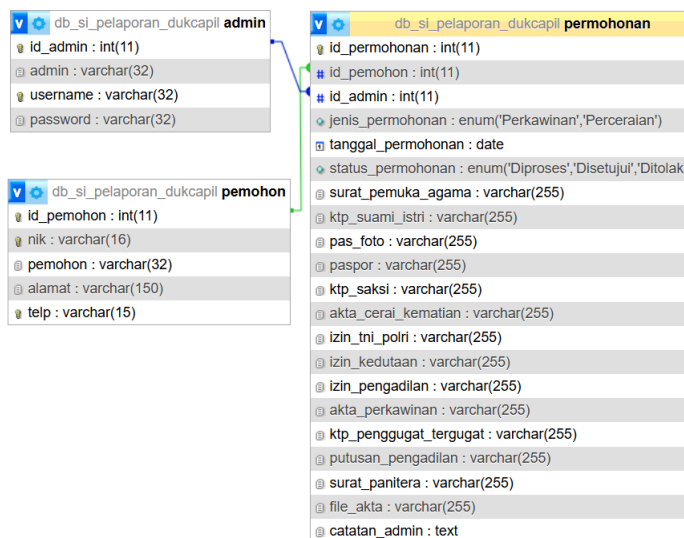 db_si_pelaporan_dukcapil admin
id_admin : int(11)
admin : varchar(32)
username : varchar(32)
password : varchar(32)
db_si_pelaporan_dukcapil pemohon
id_pemohon : int(11)
nik : varchar(16)
pemohon : varchar(32)
alamat : varchar(150)
telp : varchar(15)
db_si_pelaporan_dukcapil permohonan
id_permohonan : int(11)
# id_pemohon : int(11)
# id_admin : int(11)
jenis_permohonan : enum('Perkawinan','Perceraian')
tanggal_permohonan : date
status_permohonan : enum('Diproses','Disetujui','Ditolak
surat_pemuka_agama : varchar(255)
ktp_suami_istri : varchar(255)
pas_foto : varchar(255)
paspor : varchar(255)
ktp_saksi : varchar(255)
akta_cerai_kematian : varchar(255)
izin_tni_polri : varchar(255)
izin_kedutaan : varchar(255)
izin_pengadilan : varchar(255)
akta_perkawinan : varchar(255)
ktp_penggugat_tergugat : varchar(255)
putusan_pengadilan : varchar(255)
surat_panitera : varchar(255)
file_akta : varchar(255)
catatan_admin : text